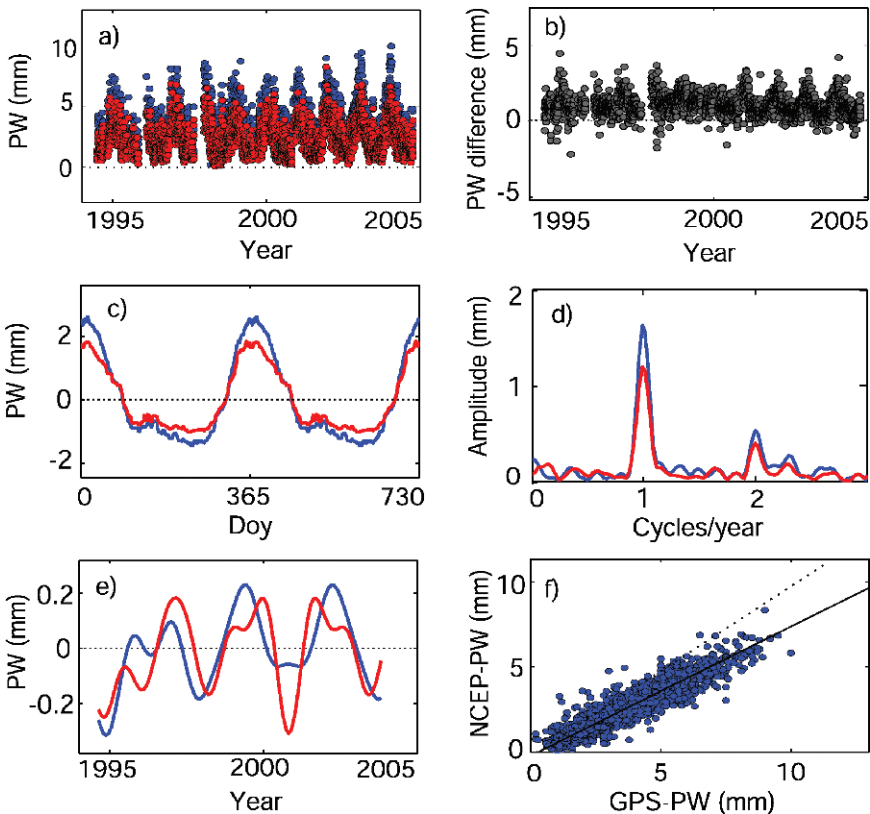 a)
10
5
0
PW (mm)
1995 2000 2005
Year
b)
5
0
-5
PW difference (mm)
1995 2000 2005
Year
c)
2
0
-2
PW (mm)
0 365 730
Doy
d)
2
1
0
Amplitude (mm)
0 1 2
Cycles/year
e)
0.2
0
-0.2
PW (mm)
1995 2000 2005
Year
f)
10
5
0
NCEP-PW (mm)
0 5 10
GPS-PW (mm)